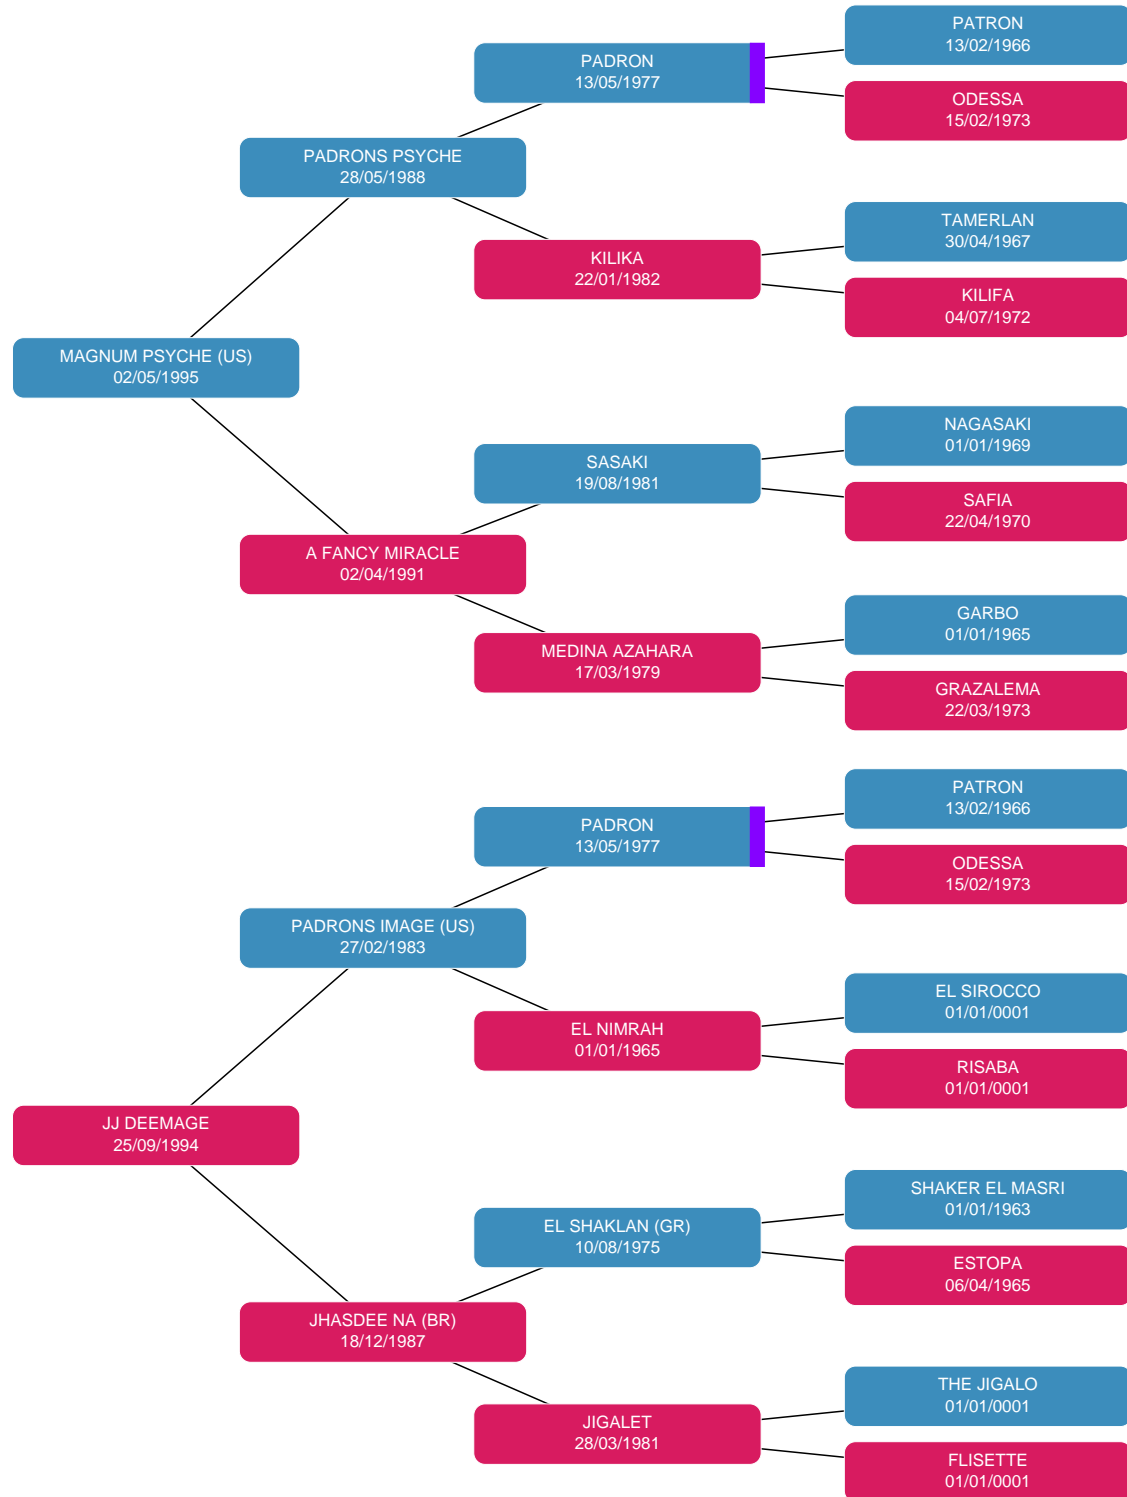 PATRON
13/02/1966
PADRON
13/05/1977
ODESSA
15/02/1973
PADRONS PSYCHE
28/05/1988
TAMERLAN
30/04/1967
KILIKA
22/01/1982
KILIFA
04/07/1972
MAGNUM PSYCHE (US)
02/05/1995
NAGASAKI
01/01/1969
SASAKI
19/08/1981
SAFIA
22/04/1970
A FANCY MIRACLE
02/04/1991
GARBO
01/01/1965
MEDINA AZAHARA
17/03/1979
GRAZALEMA
22/03/1973
PATRON
13/02/1966
PADRON
13/05/1977
ODESSA
15/02/1973
PADRONS IMAGE (US)
27/02/1983
EL SIROCCO
01/01/0001
EL NIMRAH
01/01/1965
RISABA
01/01/0001
JJ DEEMAGE
25/09/1994
SHAKER EL MASRI
01/01/1963
EL SHAKLAN (GR)
10/08/1975
ESTOPA
06/04/1965
JHASDEE NA (BR)
18/12/1987
THE JIGALO
01/01/0001
JIGALET
28/03/1981
FLISETTE
01/01/0001